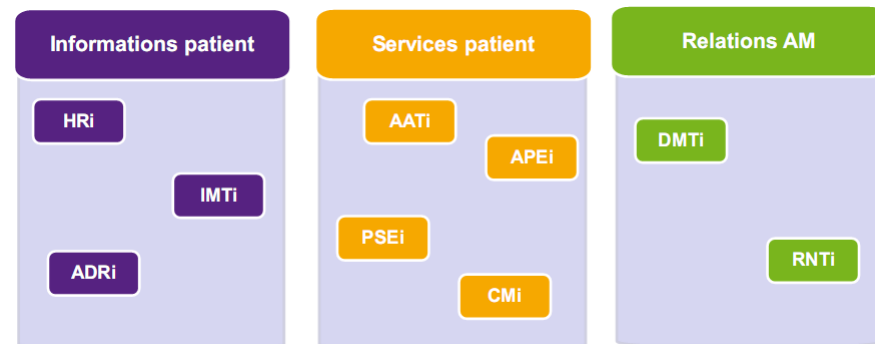 Informations patient
HRi
IMTi
ADRi
Services patient
AATi
APEi
PSEi
CMi
Relations AM
DMTi
RNTi